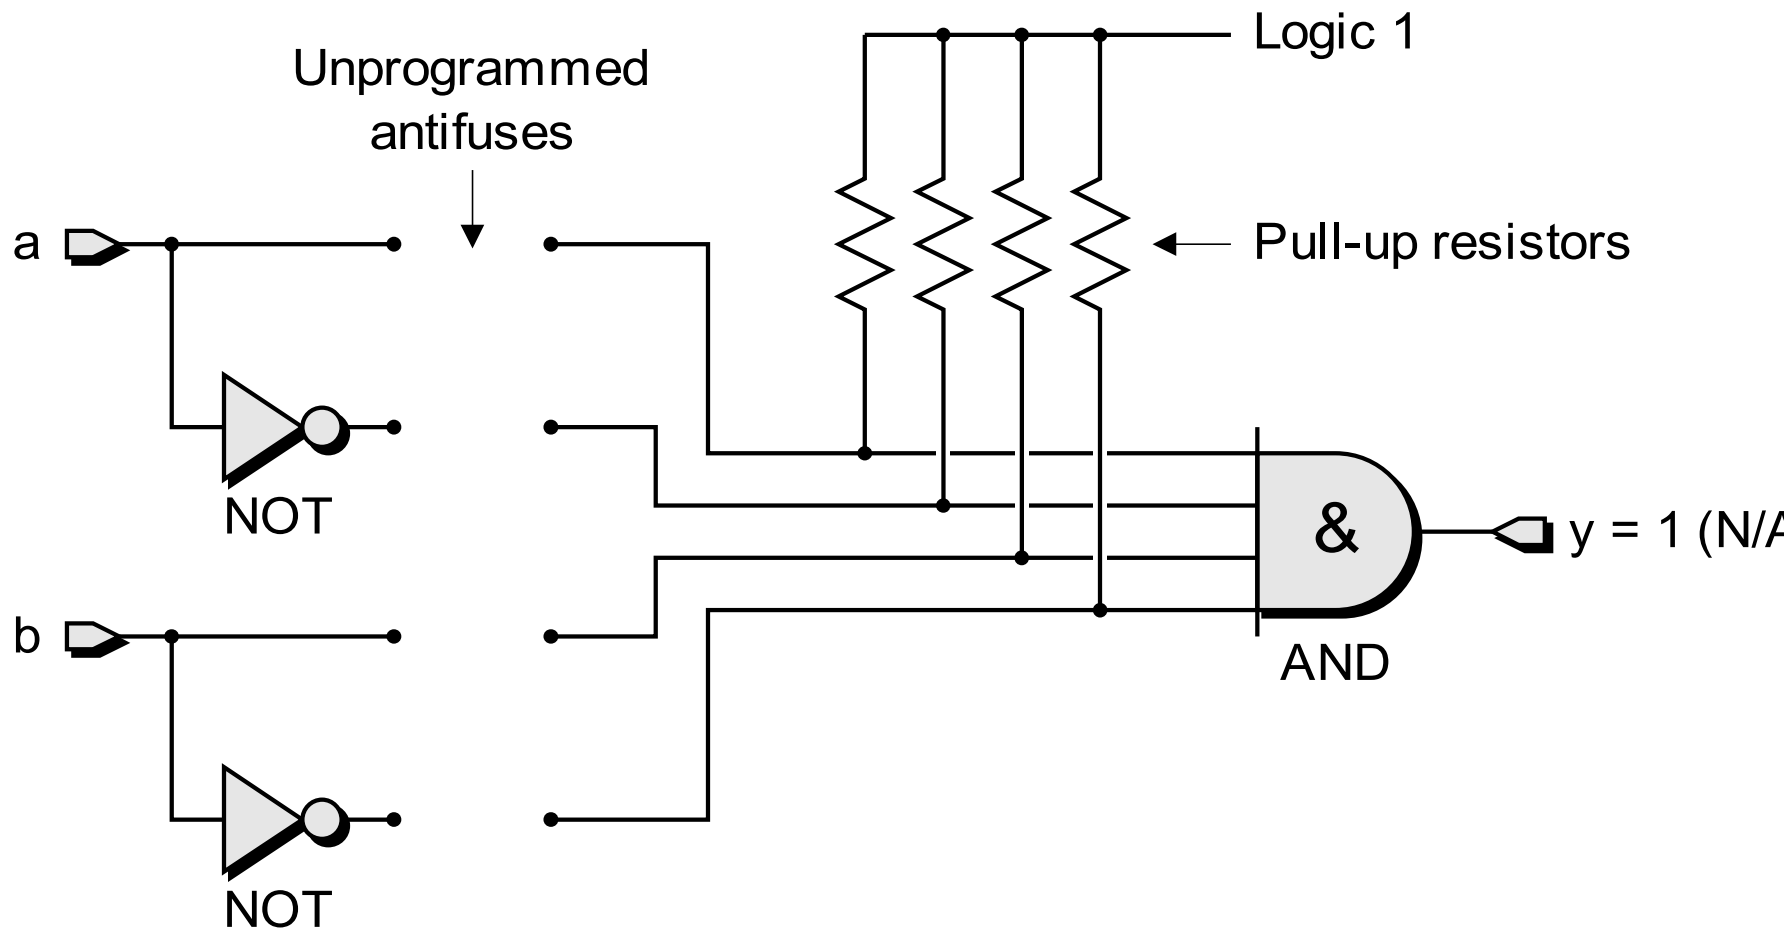 Logic 1
Unprogrammed
antifuses
a
Pull-up resistors
NOT
&
y = 1 (N/A
b
AND
NOT